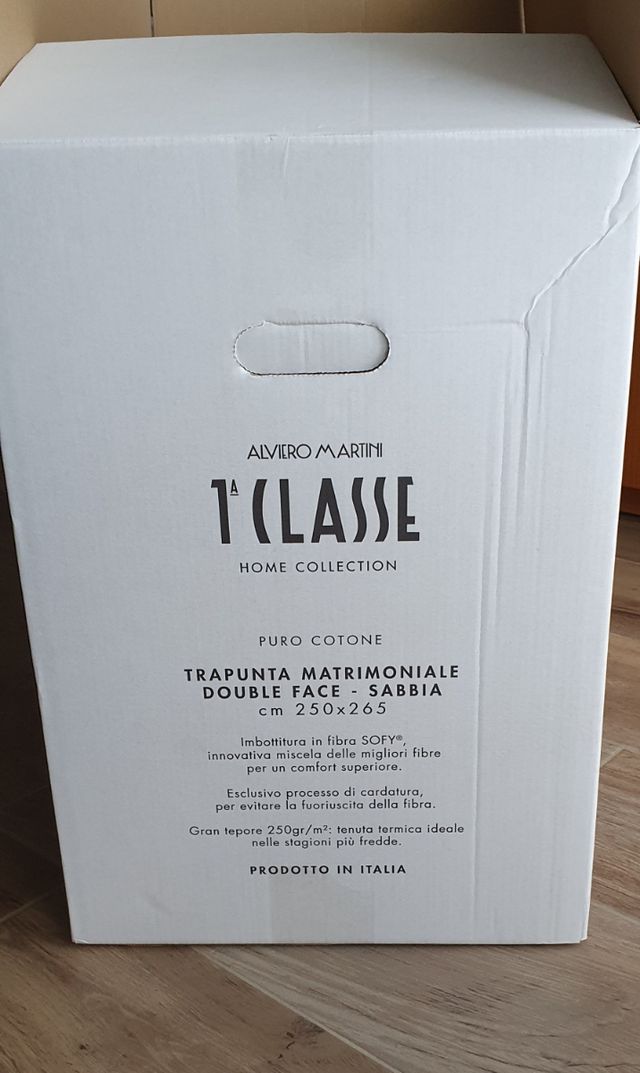 ALVIERO MARTINI
1ᴬ CLASSE
HOME COLLECTION
PURO COTONE
TRAPUNTA MATRIMONIALE
DOUBLE FACE - SABBIA
cm 250x265
Imbottitura in fibra SOFY®,
innovativa miscela delle migliori fibre
per un comfort superiore.
Esclusivo processo di cardatura,
per evitare la fuoriuscita della fibra.
Gran tepore 250gr/m²: tenuta termica ideale
nelle stagioni più fredde.
PRODOTTO IN ITALIA